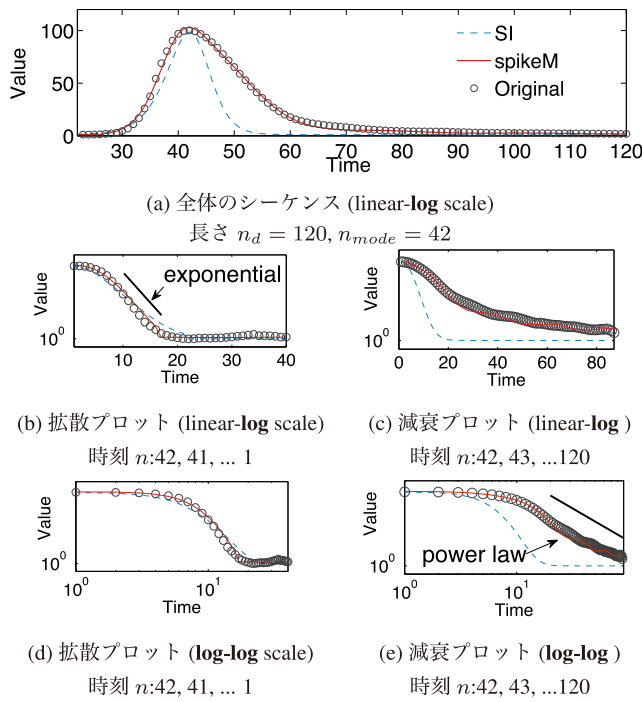 Value
100
50
0
30 40 50 60 70 80 90 100 110 120
Time
SI
spikeM
Original
(a) 全体のシーケンス (linear-log scale)
長さ n_d = 120, n_mode = 42
Value
10^0
exponential
10 20 30 40
Time
(b) 拡散プロット (linear-log scale)
時刻 n:42, 41, ... 1
Value
10^0
0 20 40 60 80
Time
(c) 減衰プロット (linear-log )
時刻 n:42, 43, ...120
Value
10^0
10^0 10^1
Time
(d) 拡散プロット (log-log scale)
時刻 n:42, 41, ... 1
Value
10^0
power law
10^0 10^1
Time
(e) 減衰プロット (log-log )
時刻 n:42, 43, ...120